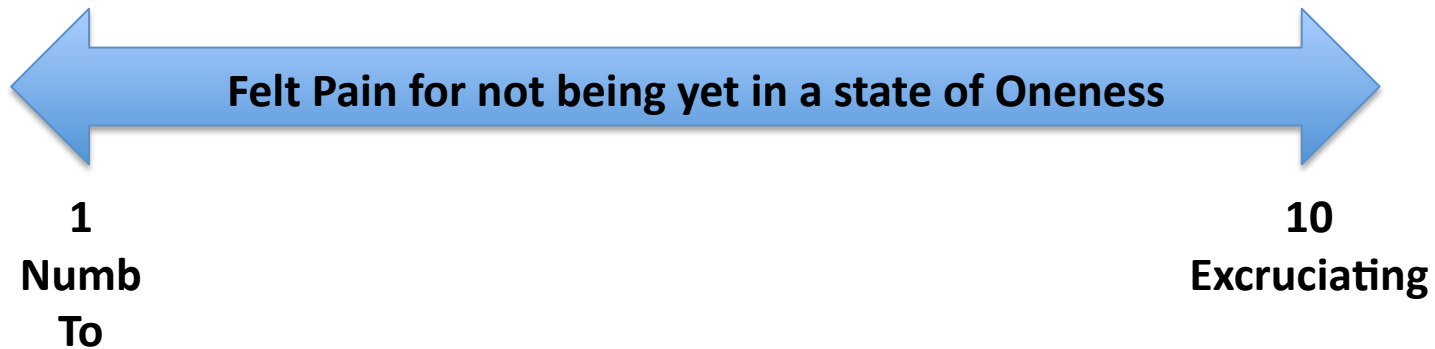 Felt Pain for not being yet in a state of Oneness
1
Numb
To
10
Excruciating